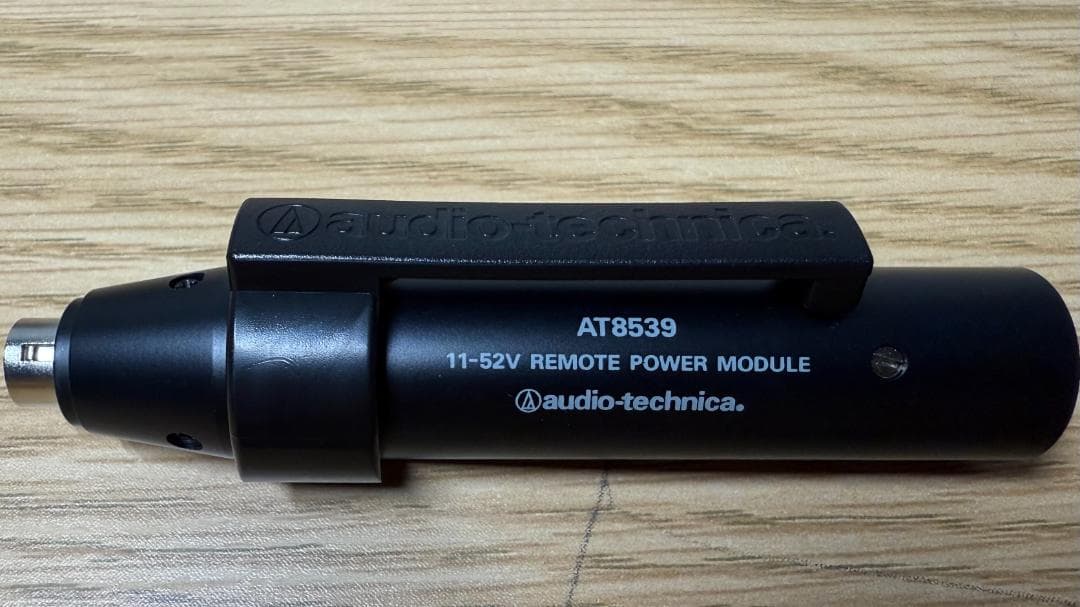 audio-technica.
AT8539
11-52V REMOTE POWER MODULE
audio-technica.